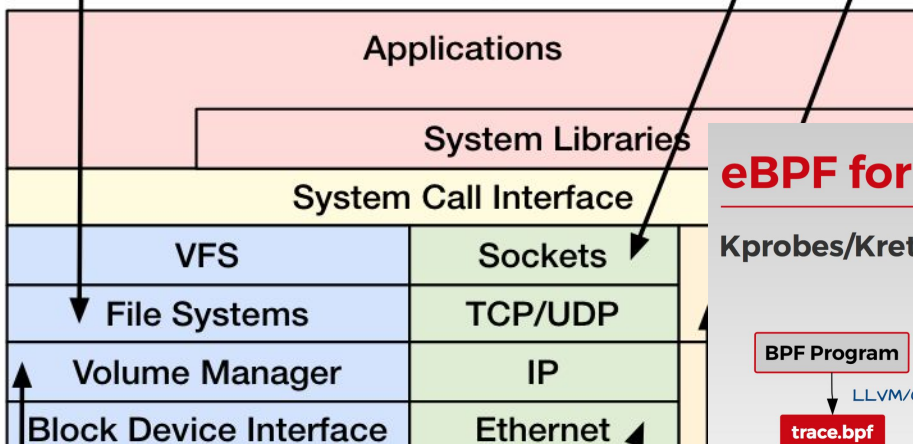 Applications
System Libraries
System Call Interface
VFS
Sockets
File Systems
TCP/UDP
Volume Manager
IP
Block Device Interface
Ethernet
eBPF for
Kprobes/Kret
BPF Program
LLVM/
trace.bpf